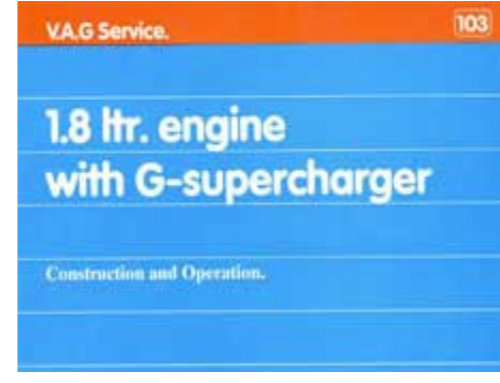 V.A.G Service.
103
1.8 ltr. engine
with G-supercharger
Construction and Operation.